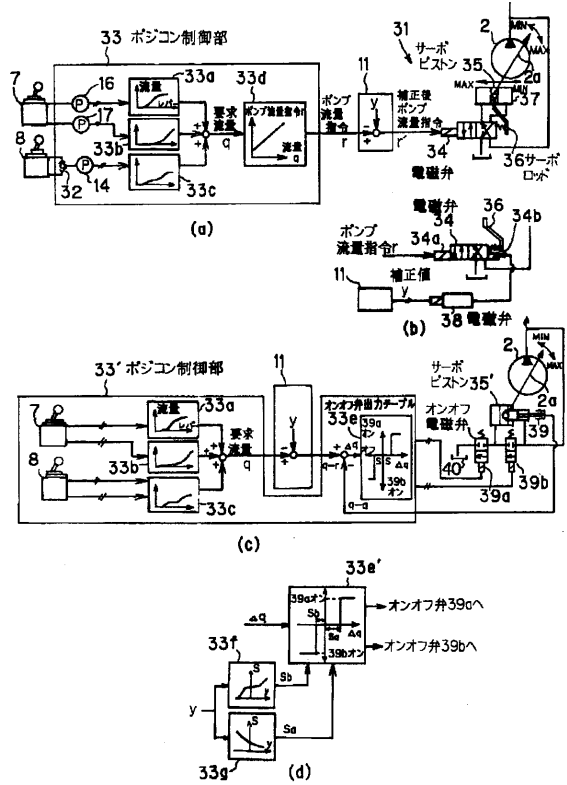 33 ポジコン制御部
7
8
16
17
P
P
P
32
14
流量
レバー
33a
33b
33c
要求
流量
q
33d
ポンプ流量指令r
流量
q
ポンプ
流量
指令
r
11
y
補正後
ポンプ
流量指令
r'
31
サーボ
ピストン
2
MIN
MAX
2a
35
MAX
MIN
37
34
電磁弁
36 サーボ
ロッド
(a)
電磁弁
34
36
34a
34b
ポンプ
流量指令r
11
補正値
y
38 電磁弁
(b)
33' ポジコン制御部
7
8
流量
レバー
33a
33b
33c
要求
流量
q
11
y
q-r
オンオフ弁出力テーブル
33e
39a
オン
オフ
S
S
Δq
39b
オン
Δq
q-a
サーボ
ピストン 35'
2
MIN
MAX
2a
オンオフ
電磁弁
40
39
39a
39b
(c)
33e'
39aオン
Sb
Sa
Δq
39bオン
Δq
オンオフ弁39aへ
オンオフ弁39bへ
33f
S
y
Sb
y
S
y
Sa
33g
(d)